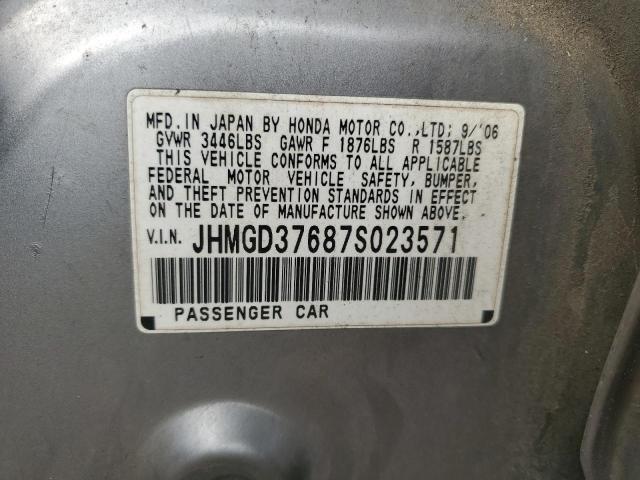 MFD. IN JAPAN BY HONDA MOTOR CO.,LTD; 9/'06
GVWR 3446LBS GAWR F 1876LBS R 1587LBS
THIS VEHICLE CONFORMS TO ALL APPLICABLE
FEDERAL MOTOR VEHICLE SAFETY, BUMPER,
AND THEFT PREVENTION STANDARDS IN EFFECT
ON THE DATE OF MANUFACTURE SHOWN ABOVE.
V.I.N. JHMGD37687S023571
PASSENGER CAR